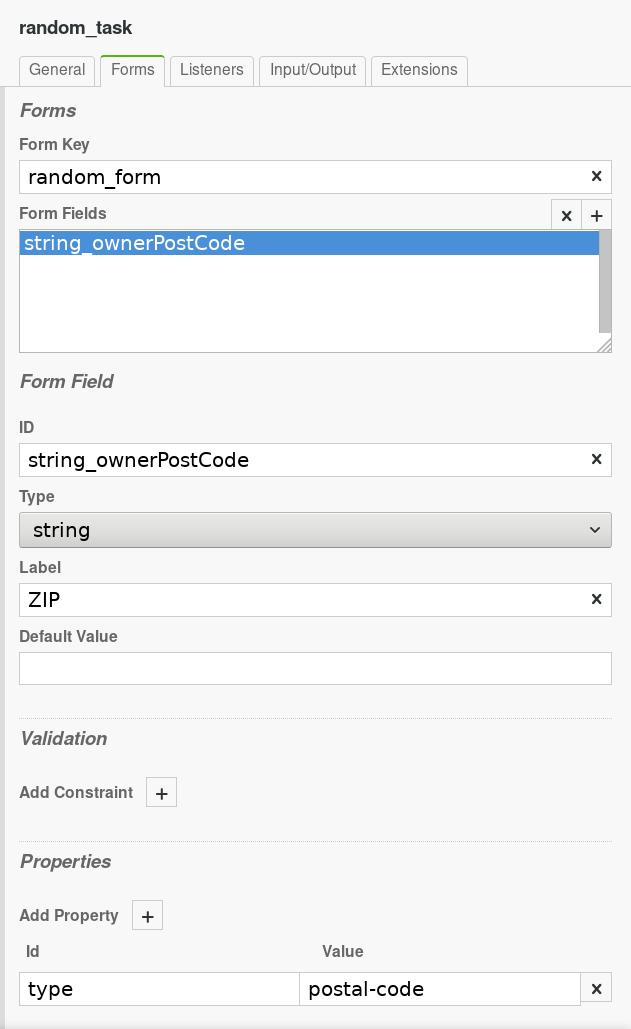 random_task
General Forms Listeners Input/Output Extensions
Forms
Form Key
random_form
Form Fields
string_ownerPostCode
Form Field
ID
string_ownerPostCode
Type
string
Label
ZIP
Default Value
Validation
Add Constraint +
Properties
Add Property +
Id Value
type postal-code